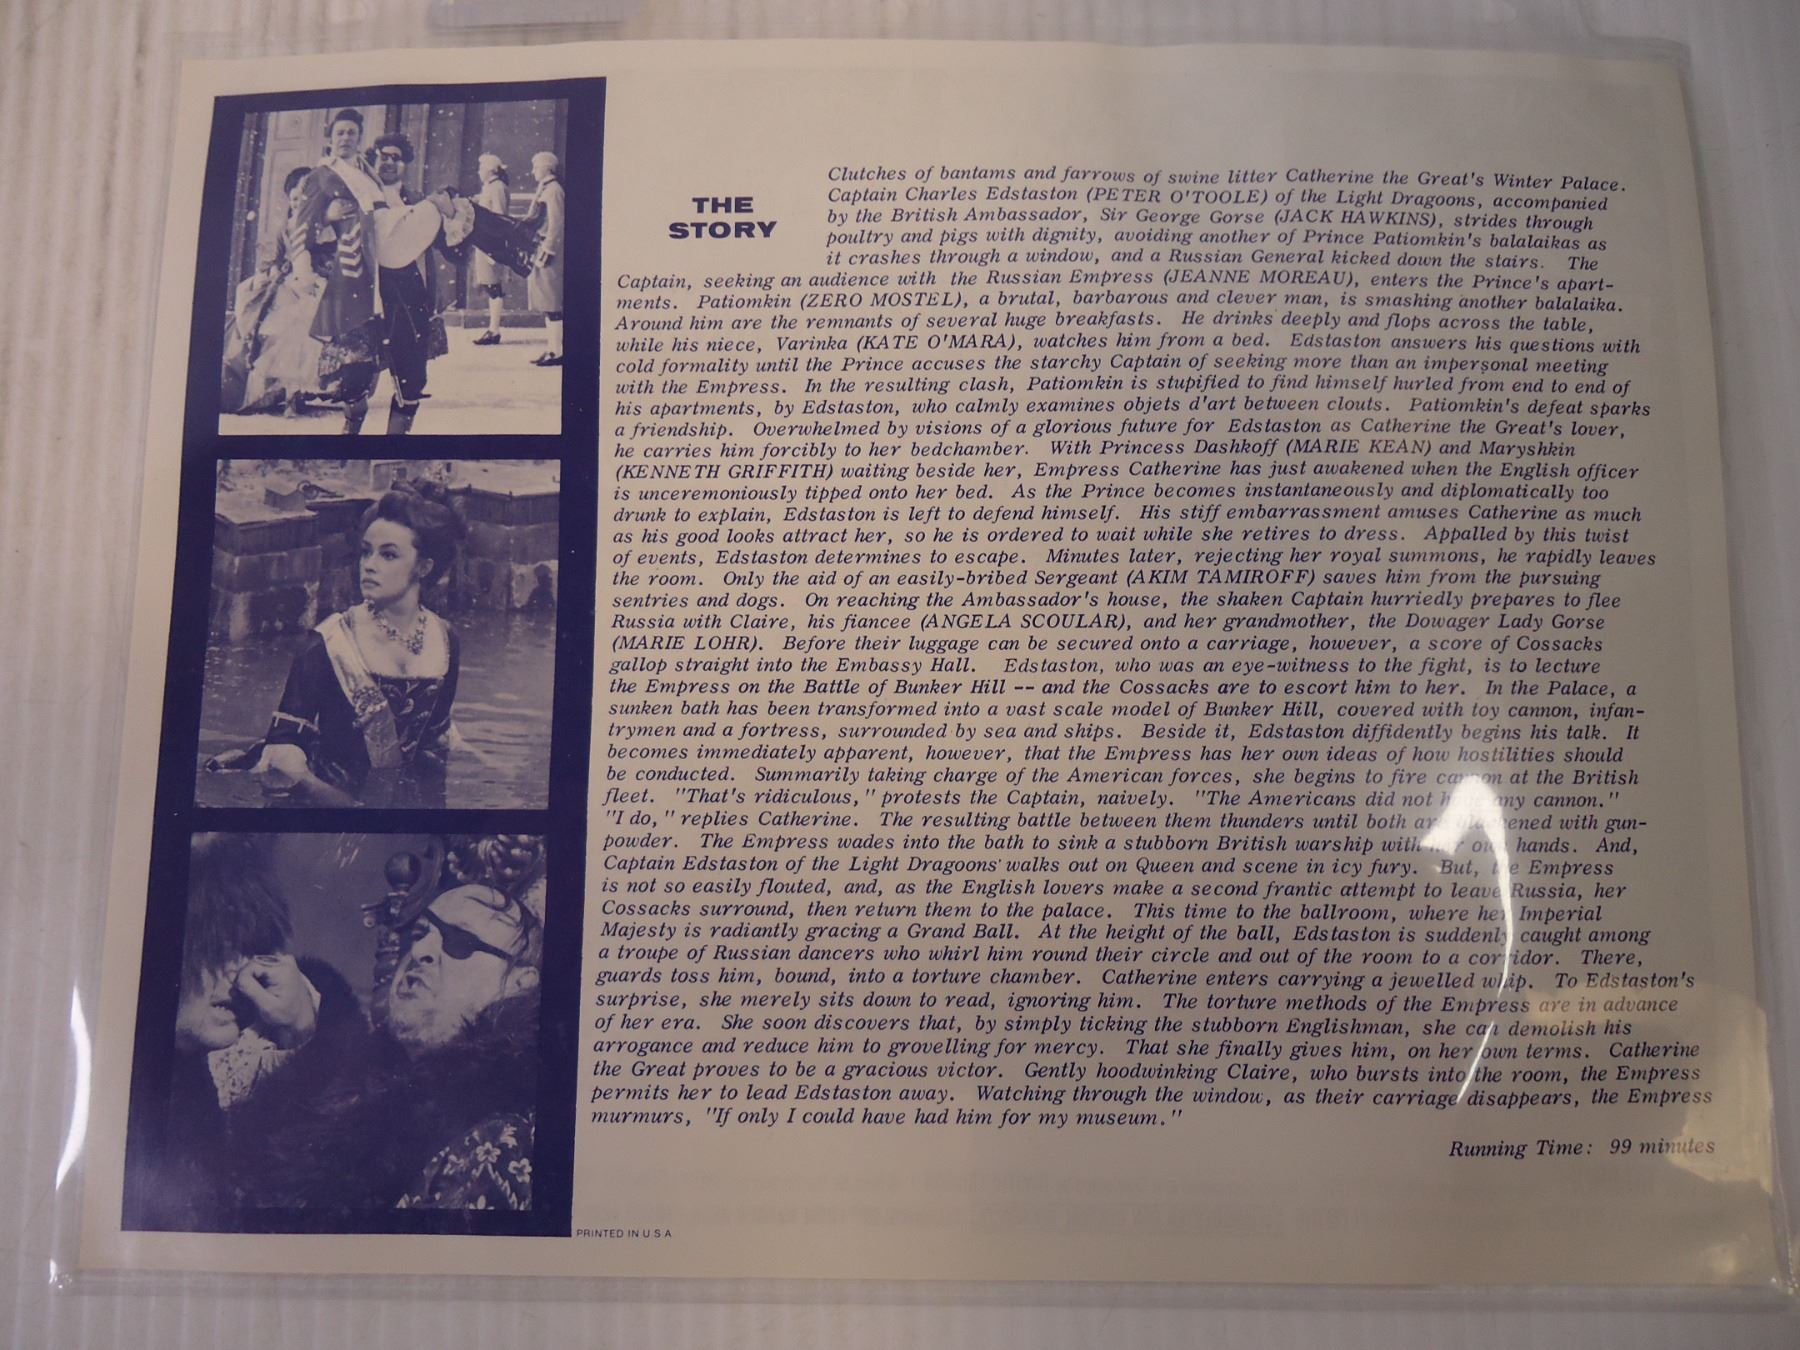 THE
STORY
Clutches of bantams and farrows of swine litter Catherine the Great's Winter Palace.
Captain Charles Edstaston (PETER O'TOOLE) of the Light Dragoons, accompanied
by the British Ambassador, Sir George Gorse (JACK HAWKINS), strides through
poultry and pigs with dignity, avoiding another of Prince Patiomkin's balalaikas as
it crashes through a window, and a Russian General kicked down the stairs. The
Captain, seeking an audience with the Russian Empress (JEANNE MOREAU), enters the Prince's apart-
ments. Patiomkin (ZERO MOSTEL), a brutal, barbarous and clever man, is smashing another balalaika.
Around him are the remnants of several huge breakfasts. He drinks deeply and flops across the table,
while his niece, Varinka (KATE O'MARA), watches him from a bed. Edstaston answers his questions with
cold formality until the Prince accuses the starchy Captain of seeking more than an impersonal meeting
with the Empress. In the resulting clash, Patiomkin is stupified to find himself hurled from end to end of
his apartments, by Edstaston, who calmly examines objets d'art between clouts. Patiomkin's defeat sparks
a friendship. Overwhelmed by visions of a glorious future for Edstaston as Catherine the Great's lover,
he carries him forcibly to her bedchamber. With Princess Dashkoff (MARIE KEAN) and Maryshkin
(KENNETH GRIFFITH) waiting beside her, Empress Catherine has just awakened when the English officer
is unceremoniously tipped onto her bed. As the Prince becomes instantaneously and diplomatically too
drunk to explain, Edstaston is left to defend himself. His stiff embarrassment amuses Catherine as much
as his good looks attract her, so he is ordered to wait while she retires to dress. Appalled by this twist
of events, Edstaston determines to escape. Minutes later, rejecting her royal summons, he rapidly leaves
the room. Only the aid of an easily-bribed Sergeant (AKIM TAMIROFF) saves him from the pursuing
sentries and dogs. On reaching the Ambassador's house, the shaken Captain hurriedly prepares to flee
Russia with Claire, his fiancee (ANGELA SCOULAR), and her grandmother, the Dowager Lady Gorse
(MARIE LOHR). Before their luggage can be secured onto a carriage, however, a score of Cossacks
gallop straight into the Embassy Hall. Edstaston, who was an eye-witness to the fight, is to lecture
the Empress on the Battle of Bunker Hill -- and the Cossacks are to escort him to her. In the Palace, a
sunken bath has been transformed into a vast scale model of Bunker Hill, covered with toy cannon, infan-
trymen and a fortress, surrounded by sea and ships. Beside it, Edstaston diffidently begins his talk. It
becomes immediately apparent, however, that the Empress has her own ideas of how hostilities should
be conducted. Summarily taking charge of the American forces, she begins to fire cannon at the British
fleet. "That's ridiculous," protests the Captain, naively. "The Americans did not have any cannon."
"I do," replies Catherine. The resulting battle between them thunders until both are blackened with gun-
powder. The Empress wades into the bath to sink a stubborn British warship with her own hands. And,
Captain Edstaston of the Light Dragoons walks out on Queen and scene in icy fury. But, the Empress
is not so easily flouted, and, as the English lovers make a second frantic attempt to leave Russia, her
Cossacks surround, then return them to the palace. This time to the ballroom, where her Imperial
Majesty is radiantly gracing a Grand Ball. At the height of the ball, Edstaston is suddenly caught among
a troupe of Russian dancers who whirl him round their circle and out of the room to a corridor. There,
guards toss him, bound, into a torture chamber. Catherine enters carrying a jewelled whip. To Edstaston's
surprise, she merely sits down to read, ignoring him. The torture methods of the Empress are in advance
of her era. She soon discovers that, by simply ticking the stubborn Englishman, she can demolish his
arrogance and reduce him to grovelling for mercy. That she finally gives him, on her own terms. Catherine
the Great proves to be a gracious victor. Gently hoodwinking Claire, who bursts into the room, the Empress
permits her to lead Edstaston away. Watching through the window, as their carriage disappears, the Empress
murmurs, "If only I could have had him for my museum."
Running Time: 99 minutes
PRINTED IN U S A